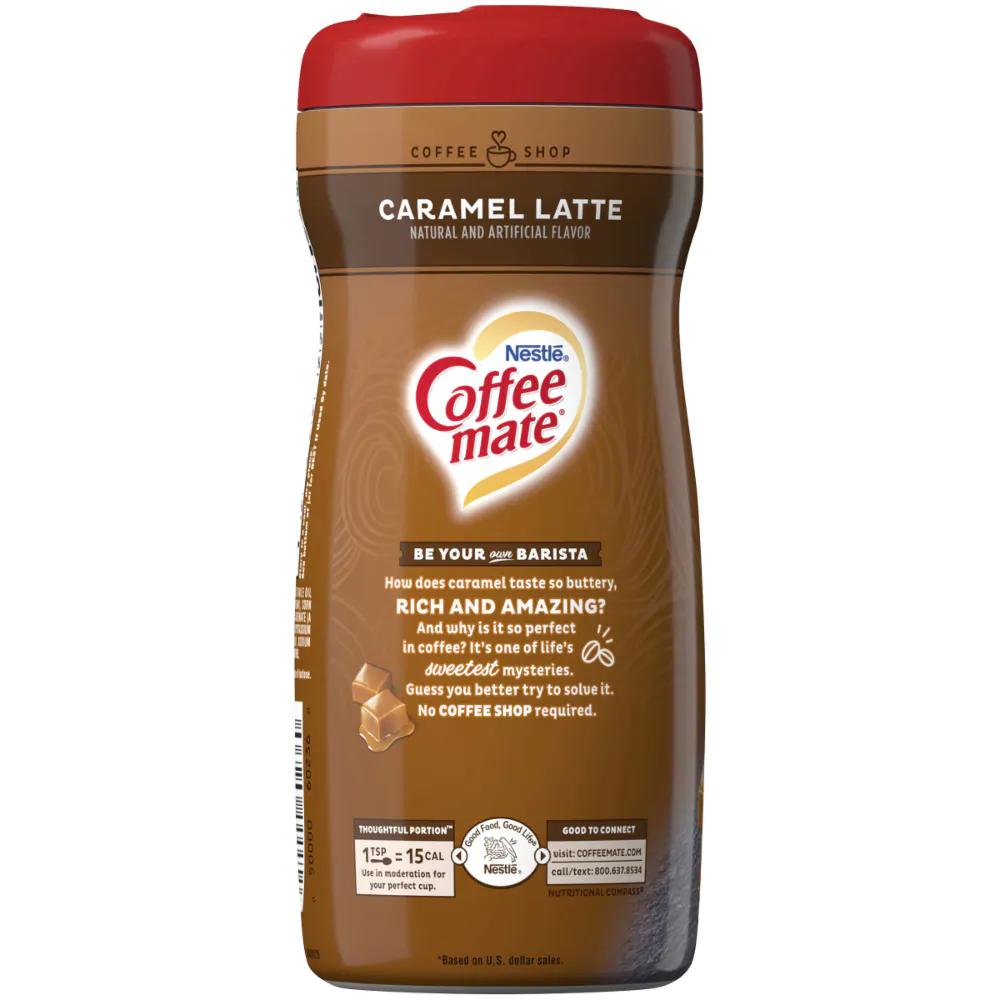 COFFEE SHOP
CARAMEL LATTE
NATURAL AND ARTIFICIAL FLAVOR
Nestlé®
Coffee
mate®
BE YOUR own BARISTA
How does caramel taste so buttery,
RICH AND AMAZING?
And why is it so perfect
in coffee? It's one of life's
sweetest mysteries.
Guess you better try to solve it.
No COFFEE SHOP required.
THOUGHTFUL PORTION™
1 TSP = 15 CAL
Use in moderation for
your perfect cup.
Good Food, Good Life®
Nestlé®
GOOD TO CONNECT
visit: COFFEEMATE.COM
call/text: 800.637.8534
NUTRITIONAL COMPASS®
*Based on U.S. dollar sales.
50000 60236